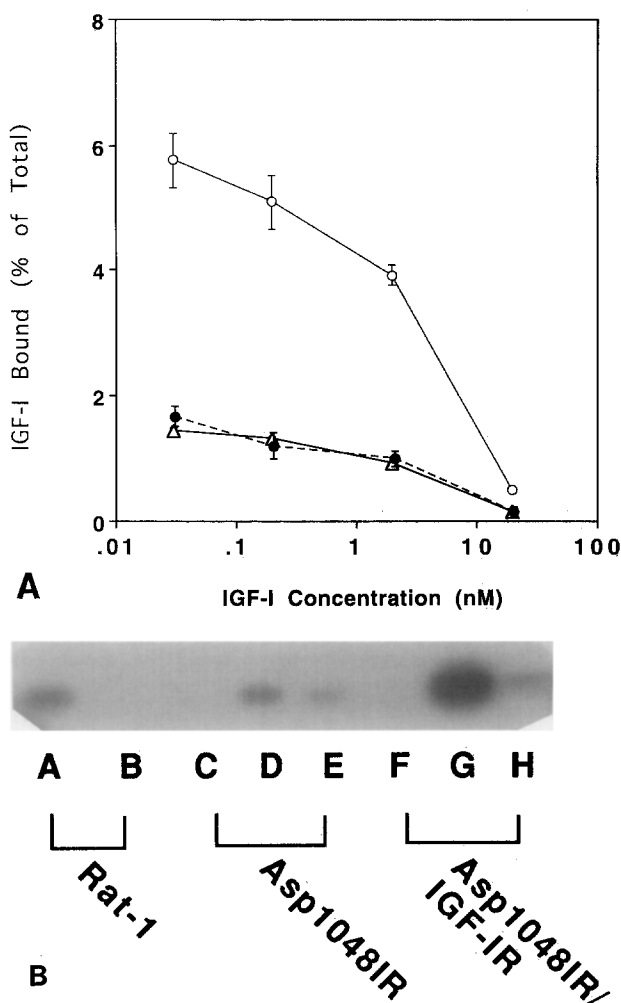 8
6
4
2
0
IGF-I Bound (% of Total)
.01 .1 1 10 100
IGF-I Concentration (nM)
A
A B C D E F G H
Rat-1
Asp1048IR
Asp1048IR/
IGF-IR
B